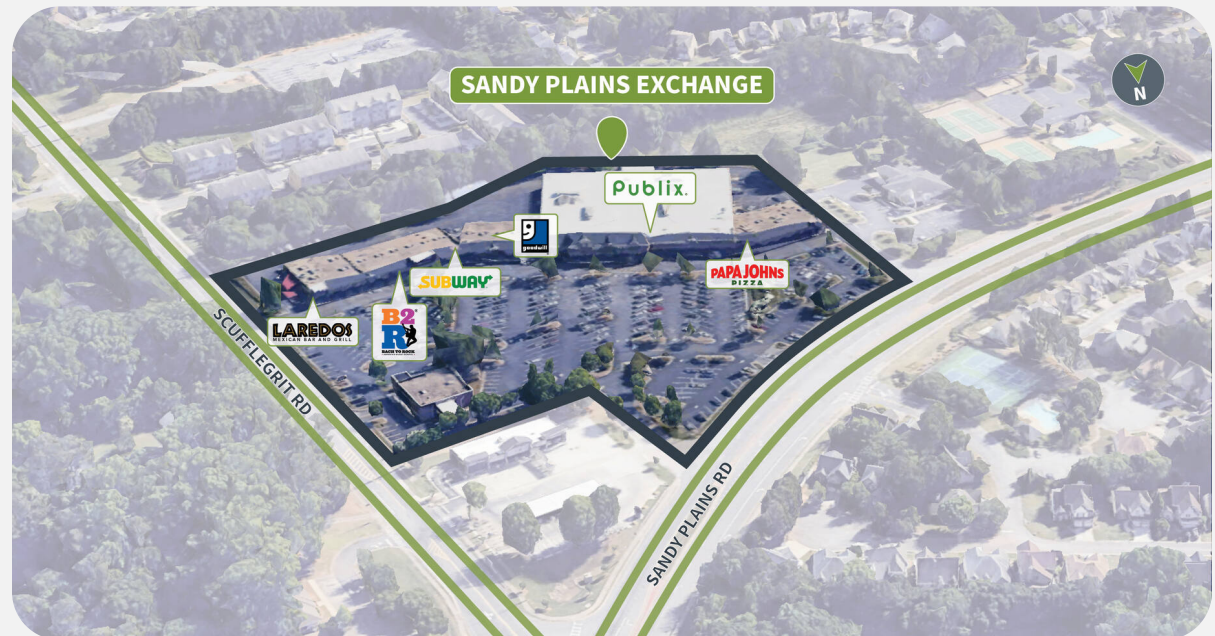 SANDY PLAINS EXCHANGE
N
Publix.
goodwill
SUBWAY
PAPA JOHNS
PIZZA
LAREDOS
MEXICAN BAR AND GRILL
B2R
BACH TO ROCK
SCUFFLEGRIT RD
SANDY PLAINS RD